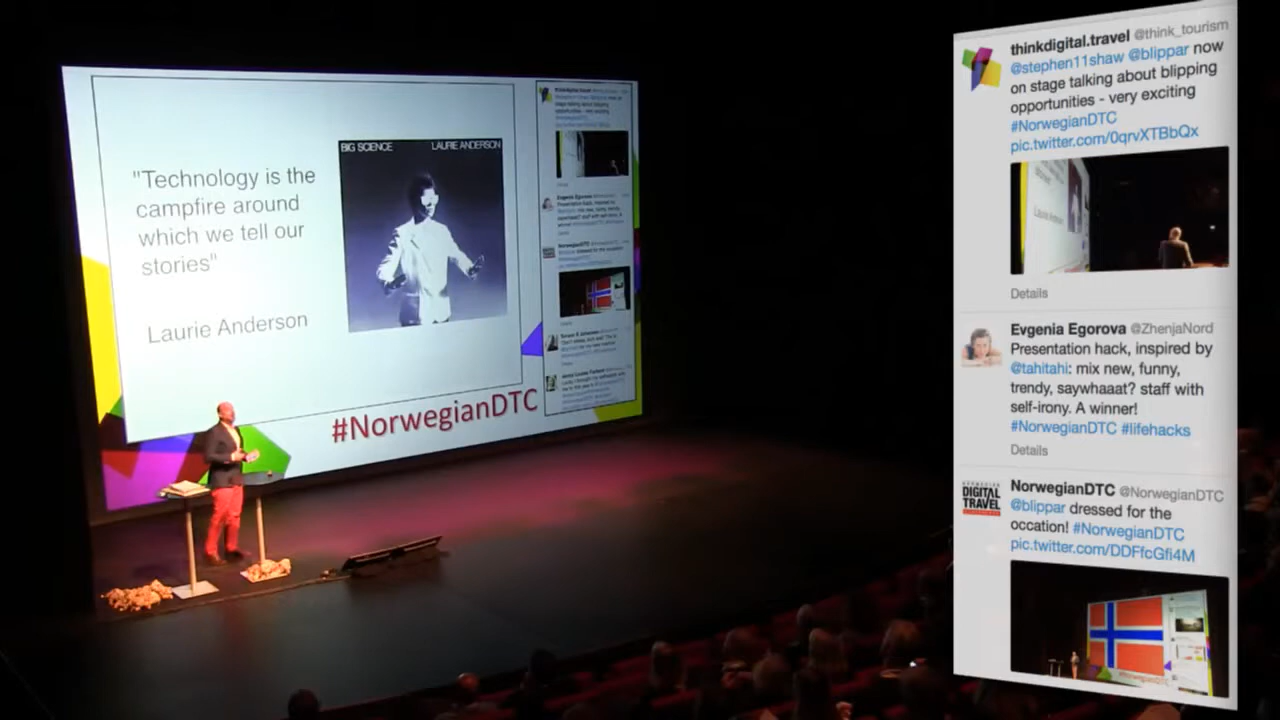 "Technology is the
campfire around
which we tell our
stories"
Laurie Anderson
BIG SCIENCE
LAURIE ANDERSON
#NorwegianDTC
thinkdigital.travel @think_tourism
@stephen11shaw @blippar now
on stage talking about blipping
opportunities - very exciting
#NorwegianDTC
pic.twitter.com/0qrvXTBbQx
Details
Evgenia Egorova @ZhenjaNord
Presentation hack, inspired by
@tahitahi: mix new, funny,
trendy, saywhaaat? staff with
self-irony. A winner!
#NorwegianDTC #lifehacks
Details
DIGITAL
TRAVEL
NorwegianDTC @NorwegianDTC
@blippar dressed for the
occation! #NorwegianDTC
pic.twitter.com/DDFfcGfi4M